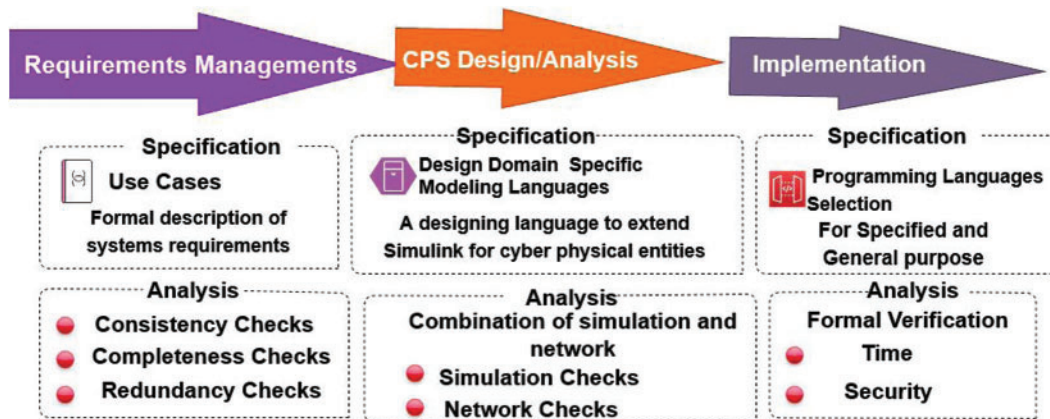 Requirements Managements
CPS Design/Analysis
Implementation
Specification
Use Cases
Formal description of
systems requirements
Analysis
Consistency Checks
Completeness Checks
Redundancy Checks
Specification
Design Domain Specific
Modeling Languages
A designing language to extend
Simulink for cyber physical entities
Analysis
Combination of simulation and
network
Simulation Checks
Network Checks
Specification
Programming Languages
Selection
For Specified and
General purpose
Analysis
Formal Verification
Time
Security